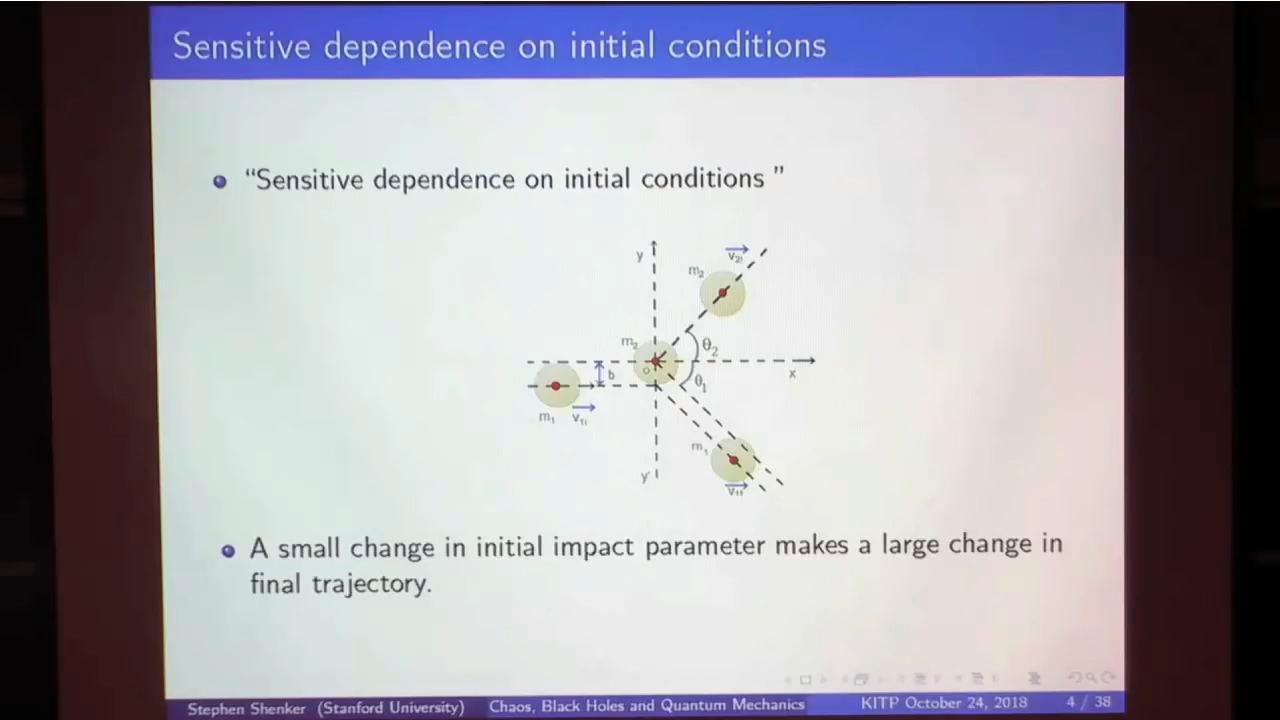 Sensitive dependence on initial conditions
“Sensitive dependence on initial conditions ”
y
m₂
m₂
θ₂
b
o
x
θ₁
m₁
v₁ᵢ
m₁
y'
A small change in initial impact parameter makes a large change in
final trajectory.
Stephen Shenker (Stanford University)
Chaos, Black Holes and Quantum Mechanics
KITP October 24, 2018
4 / 38